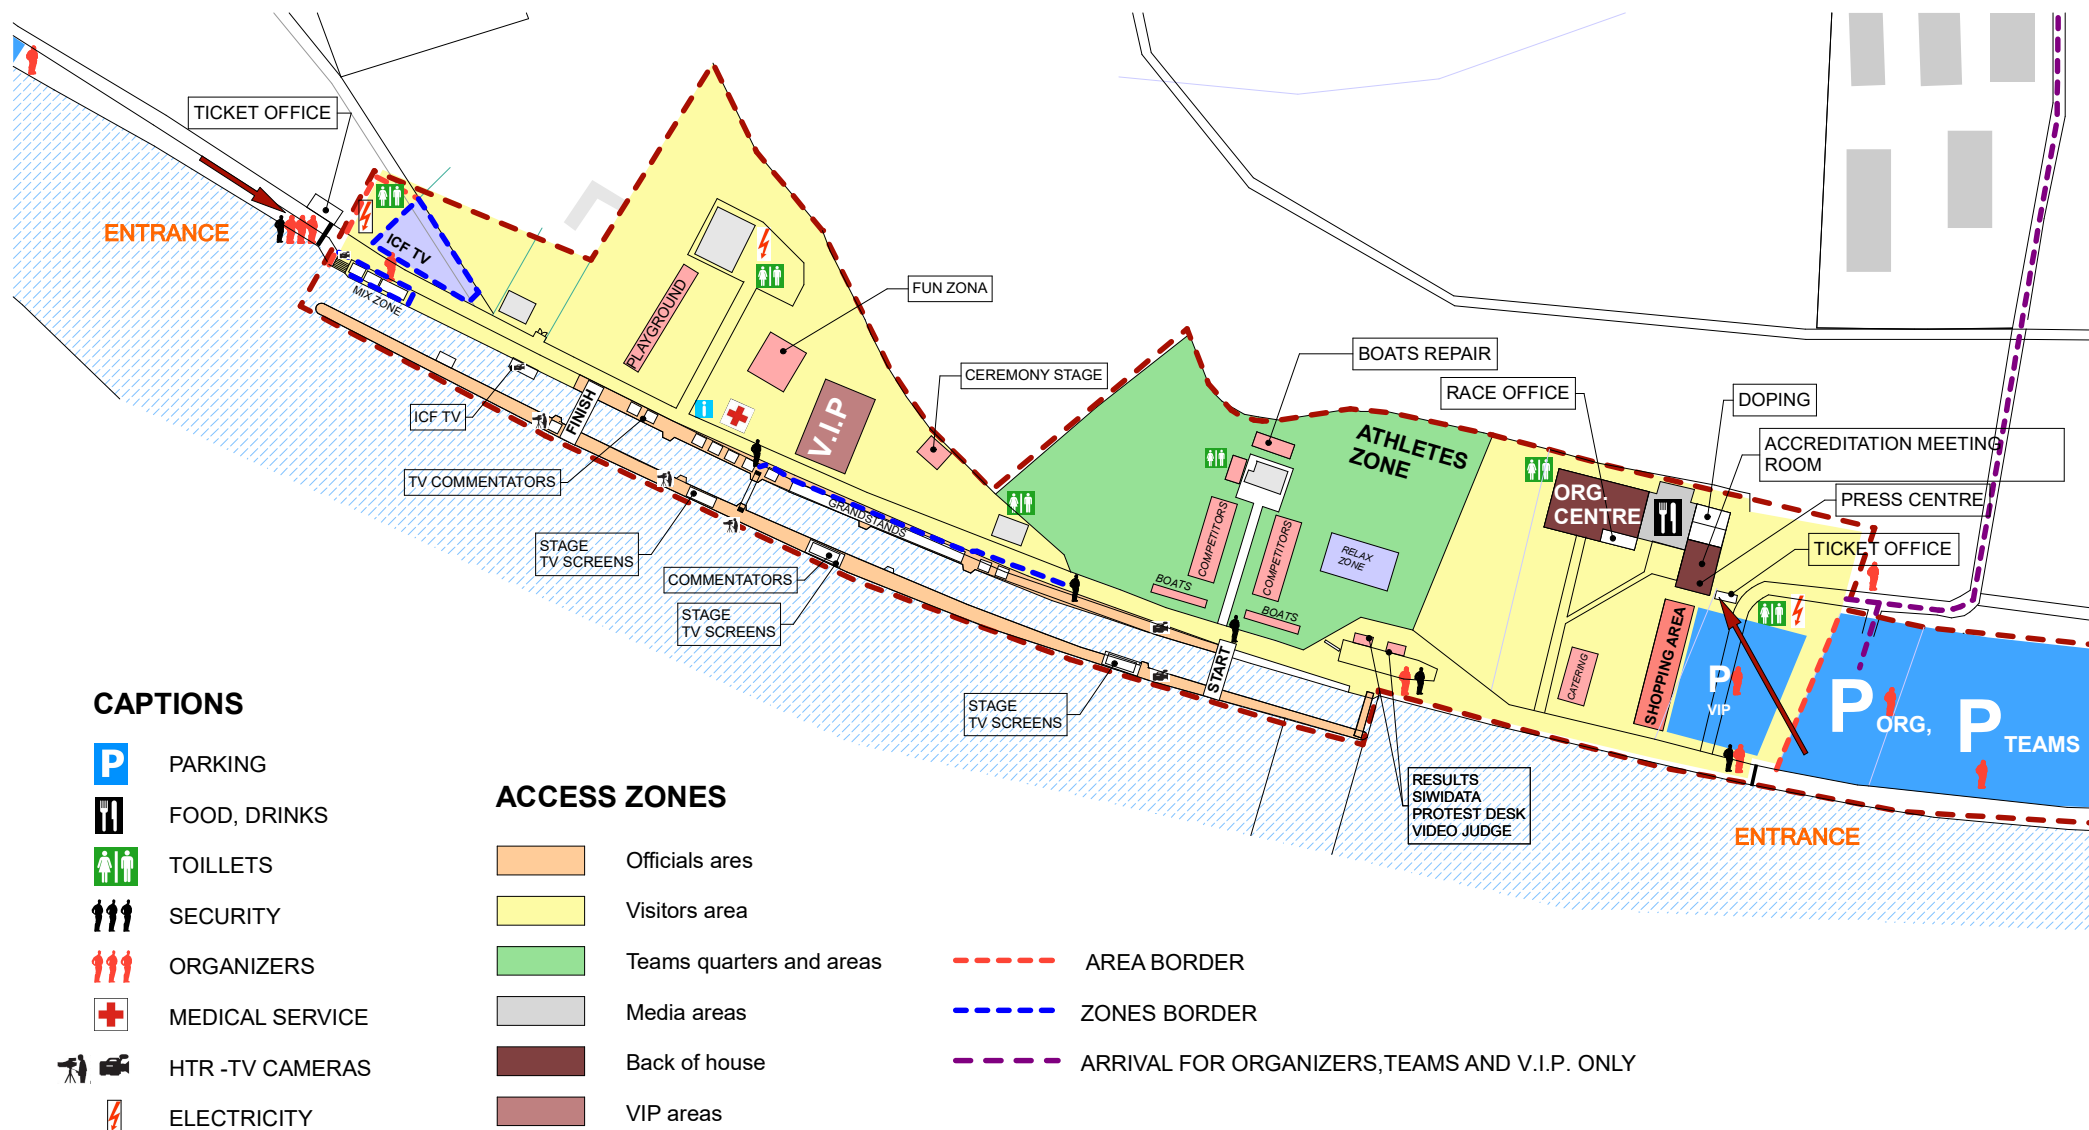 TICKET OFFICE
ENTRANCE
ICF TV
MIX ZONE
PLAYGROUND
FUN ZONA
CEREMONY STAGE
V.I.P
ICF TV
FINISH
TV COMMENTATORS
GRANDSTANDS
STAGE
TV SCREENS
COMMENTATORS
STAGE
TV SCREENS
STAGE
TV SCREENS
START
BOATS REPAIR
ATHLETES
ZONE
COMPETITORS
COMPETITORS
RELAX
ZONE
BOATS
BOATS
RACE OFFICE
DOPING
ACCREDITATION MEETING
ROOM
PRESS CENTRE
TICKET OFFICE
ORG.
CENTRE
CATERING
SHOPPING AREA
P
VIP
P ORG,
P TEAMS
RESULTS
SIWIDATA
PROTEST DESK
VIDEO JUDGE
ENTRANCE
CAPTIONS
P PARKING
FOOD, DRINKS
TOILLETS
SECURITY
ORGANIZERS
MEDICAL SERVICE
HTR -TV CAMERAS
ELECTRICITY
ACCESS ZONES
Officials ares
Visitors area
Teams quarters and areas
Media areas
Back of house
VIP areas
AREA BORDER
ZONES BORDER
ARRIVAL FOR ORGANIZERS,TEAMS AND V.I.P. ONLY